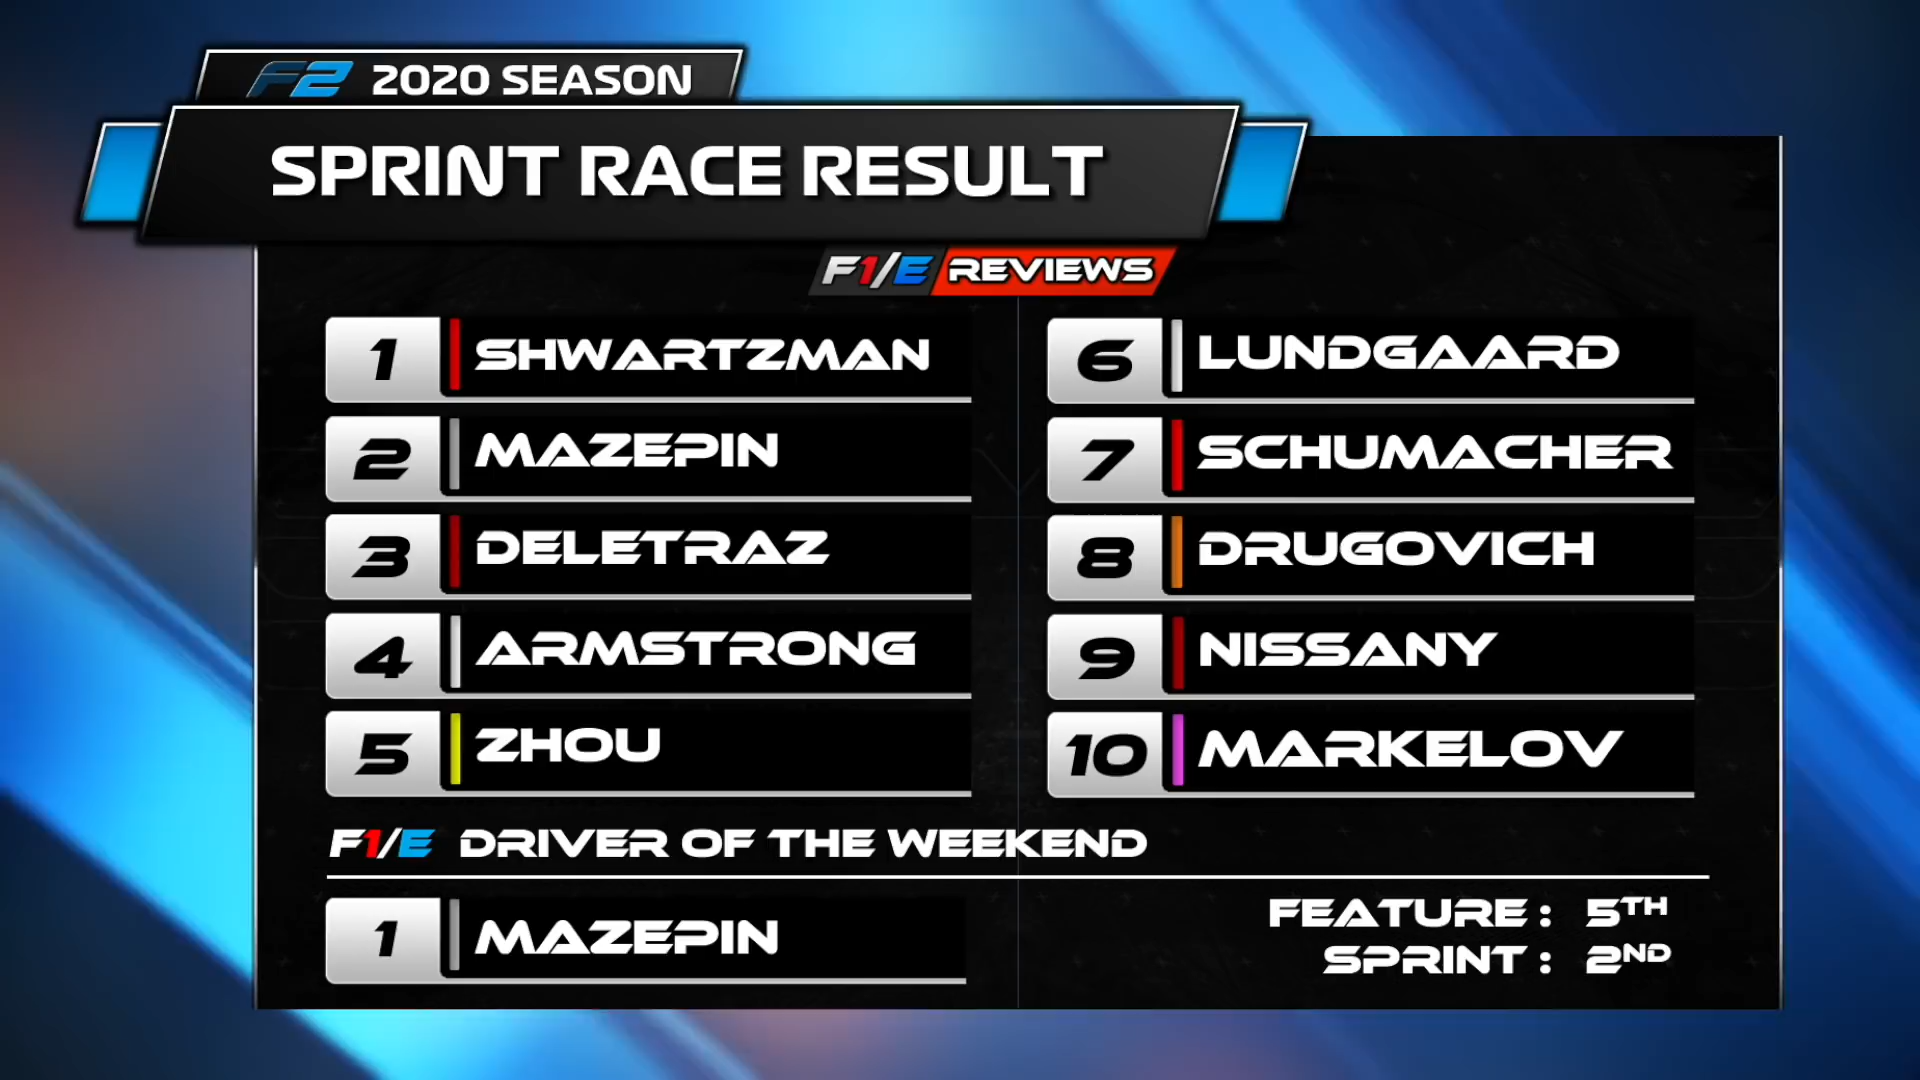 F2 2020 SEASON
SPRINT RACE RESULT
F1/E REVIEWS
1 SHWARTZMAN
2 MAZEPIN
3 DELETRAZ
4 ARMSTRONG
5 ZHOU
6 LUNDGAARD
7 SCHUMACHER
8 DRUGOVICH
9 NISSANY
10 MARKELOV
F1/E DRIVER OF THE WEEKEND
1 MAZEPIN
FEATURE : 5TH
SPRINT : 2ND